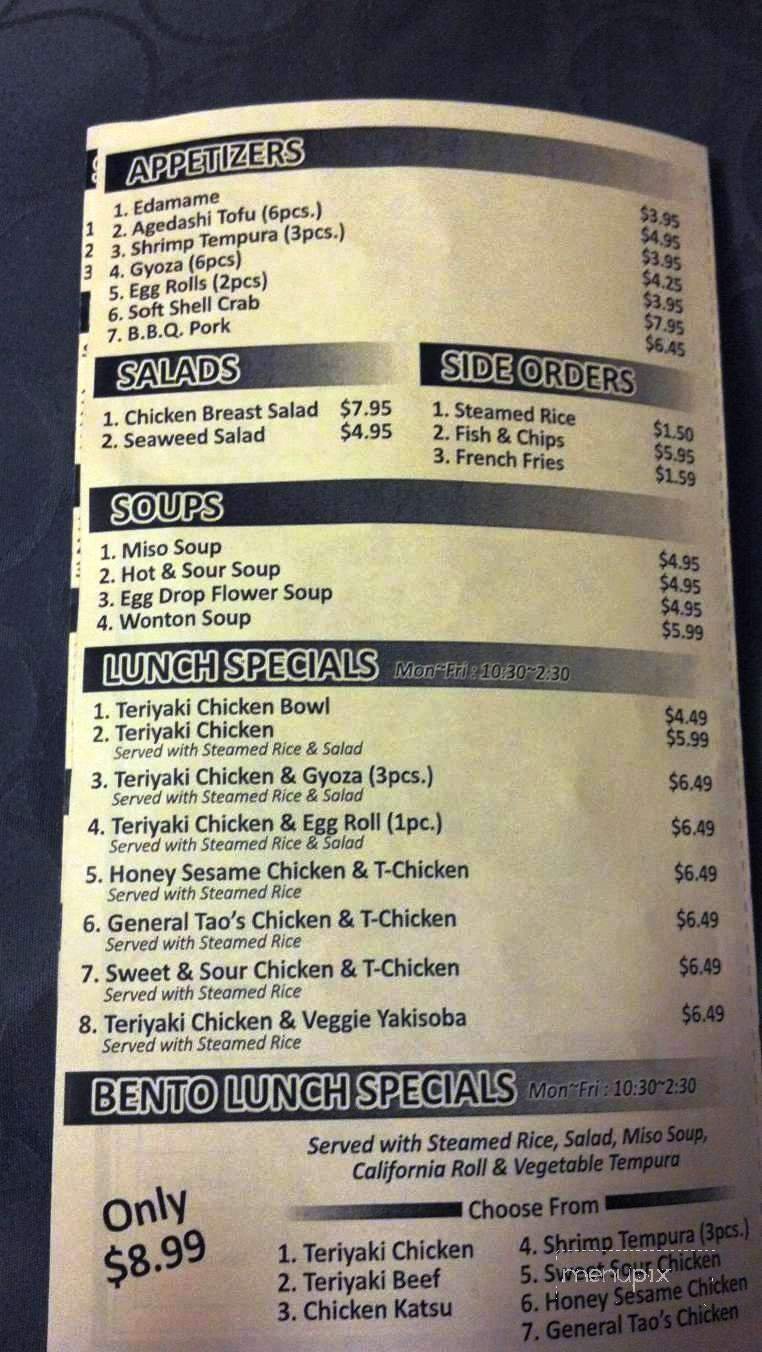 APPETIZERS
1. Edamame $3.95
2. Agedashi Tofu (6pcs.) $4.95
3. Shrimp Tempura (3pcs.) $3.95
4. Gyoza (6pcs) $4.25
5. Egg Rolls (2pcs) $3.95
6. Soft Shell Crab $7.95
7. B.B.Q. Pork $6.45
SALADS
1. Chicken Breast Salad $7.95
2. Seaweed Salad $4.95
SIDE ORDERS
1. Steamed Rice $1.50
2. Fish & Chips $5.95
3. French Fries $1.59
SOUPS
1. Miso Soup $4.95
2. Hot & Sour Soup $4.95
3. Egg Drop Flower Soup $4.95
4. Wonton Soup $5.99
LUNCH SPECIALS Mon~Fri : 10:30~2:30
1. Teriyaki Chicken Bowl $4.49
2. Teriyaki Chicken $5.99
Served with Steamed Rice & Salad
3. Teriyaki Chicken & Gyoza (3pcs.) $6.49
Served with Steamed Rice & Salad
4. Teriyaki Chicken & Egg Roll (1pc.) $6.49
Served with Steamed Rice & Salad
5. Honey Sesame Chicken & T-Chicken $6.49
Served with Steamed Rice
6. General Tao's Chicken & T-Chicken $6.49
Served with Steamed Rice
7. Sweet & Sour Chicken & T-Chicken $6.49
Served with Steamed Rice
8. Teriyaki Chicken & Veggie Yakisoba $6.49
Served with Steamed Rice
BENTO LUNCH SPECIALS Mon~Fri : 10:30~2:30
Served with Steamed Rice, Salad, Miso Soup,
California Roll & Vegetable Tempura
Only
$8.99
Choose From
1. Teriyaki Chicken
2. Teriyaki Beef
3. Chicken Katsu
4. Shrimp Tempura (3pcs.)
5. Sweet Sour Chicken
6. Honey Sesame Chicken
7. General Tao's Chicken
menupix
1
2
3